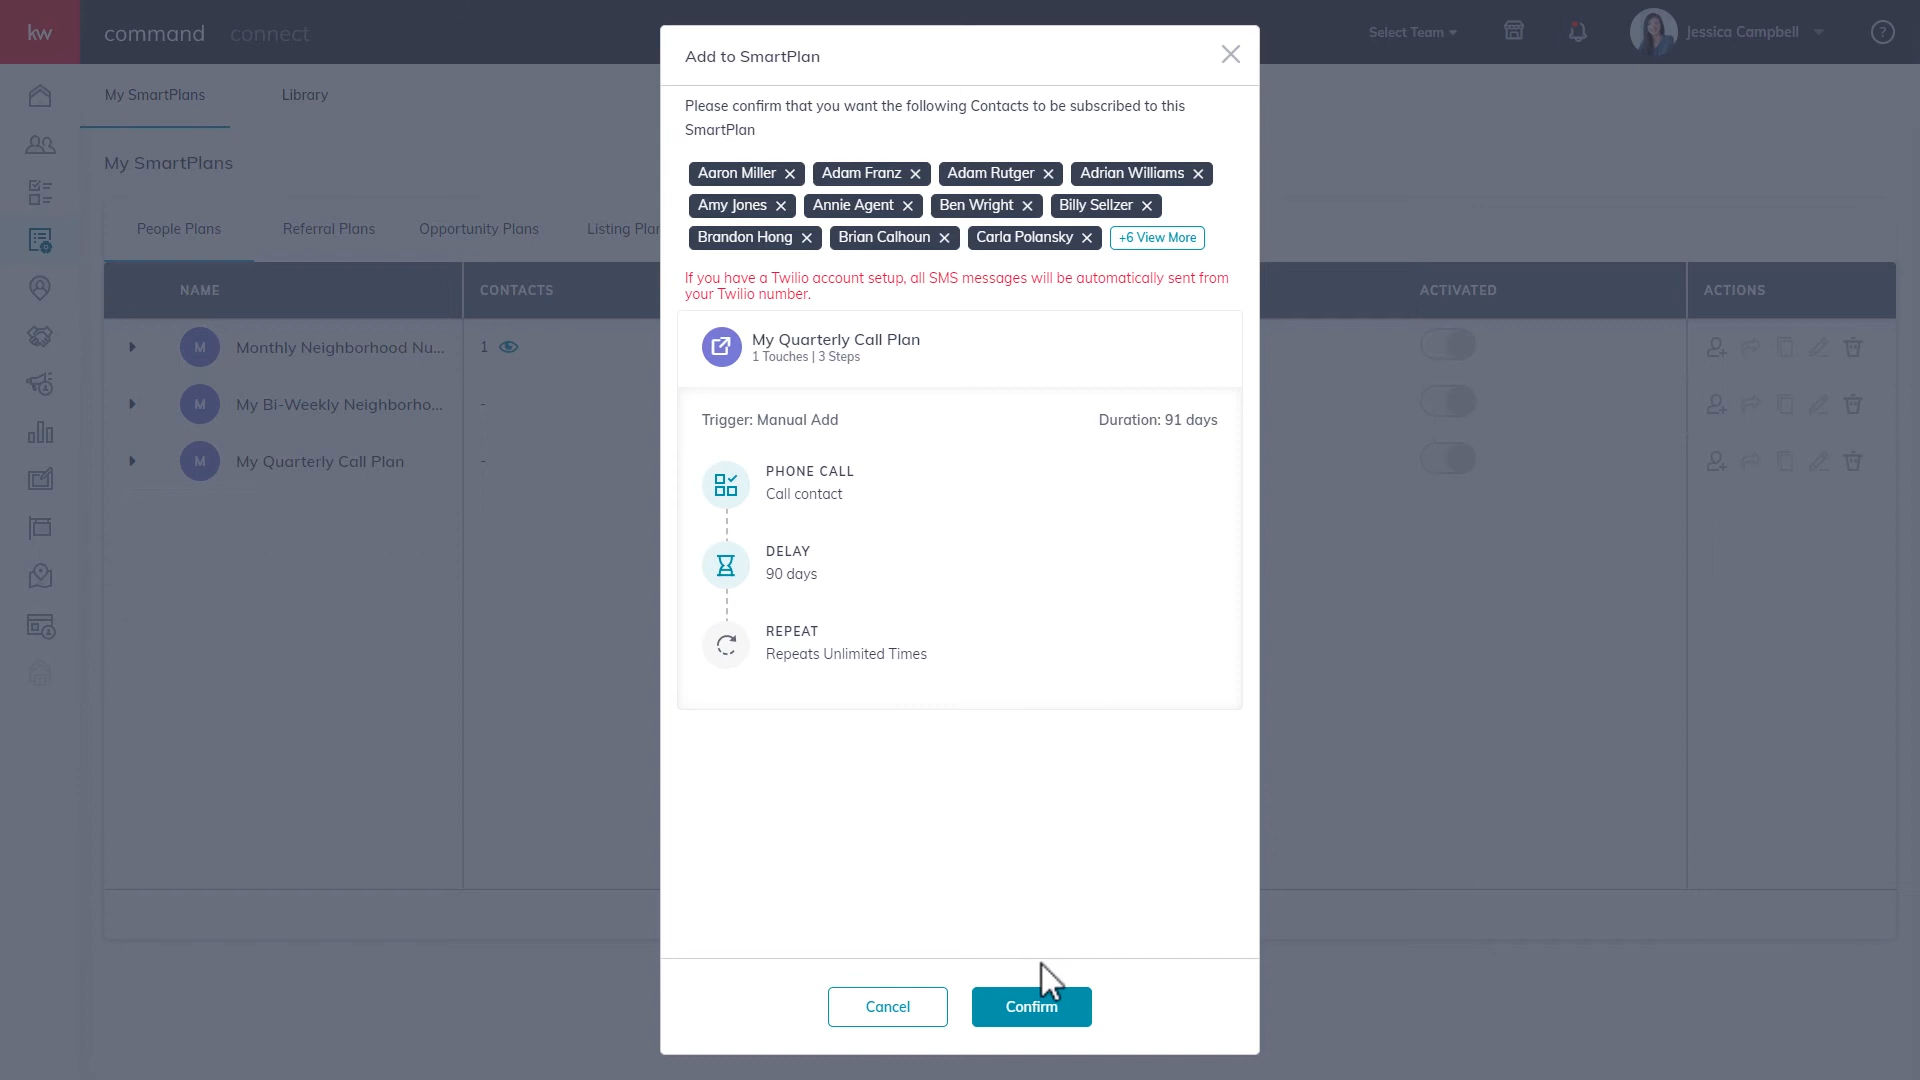 kw
command connect
Select Team
Jessica Campbell
?
My SmartPlans Library
My SmartPlans
People Plans Referral Plans Opportunity Plans
NAME CONTACTS ACTIVATED ACTIONS
M Monthly Neighborhood Nu... 1
M My Bi-Weekly Neighborho... -
M My Quarterly Call Plan -
Add to SmartPlan
Please confirm that you want the following Contacts to be subscribed to this
SmartPlan
Aaron Miller Adam Franz Adam Rutger Adrian Williams
Amy Jones Annie Agent Ben Wright Billy Sellzer
Brandon Hong Brian Calhoun Carla Polansky +6 View More
If you have a Twilio account setup, all SMS messages will be automatically sent from
your Twilio number.
My Quarterly Call Plan
1 Touches | 3 Steps
Trigger: Manual Add Duration: 91 days
PHONE CALL
Call contact
DELAY
90 days
REPEAT
Repeats Unlimited Times
Cancel Confirm